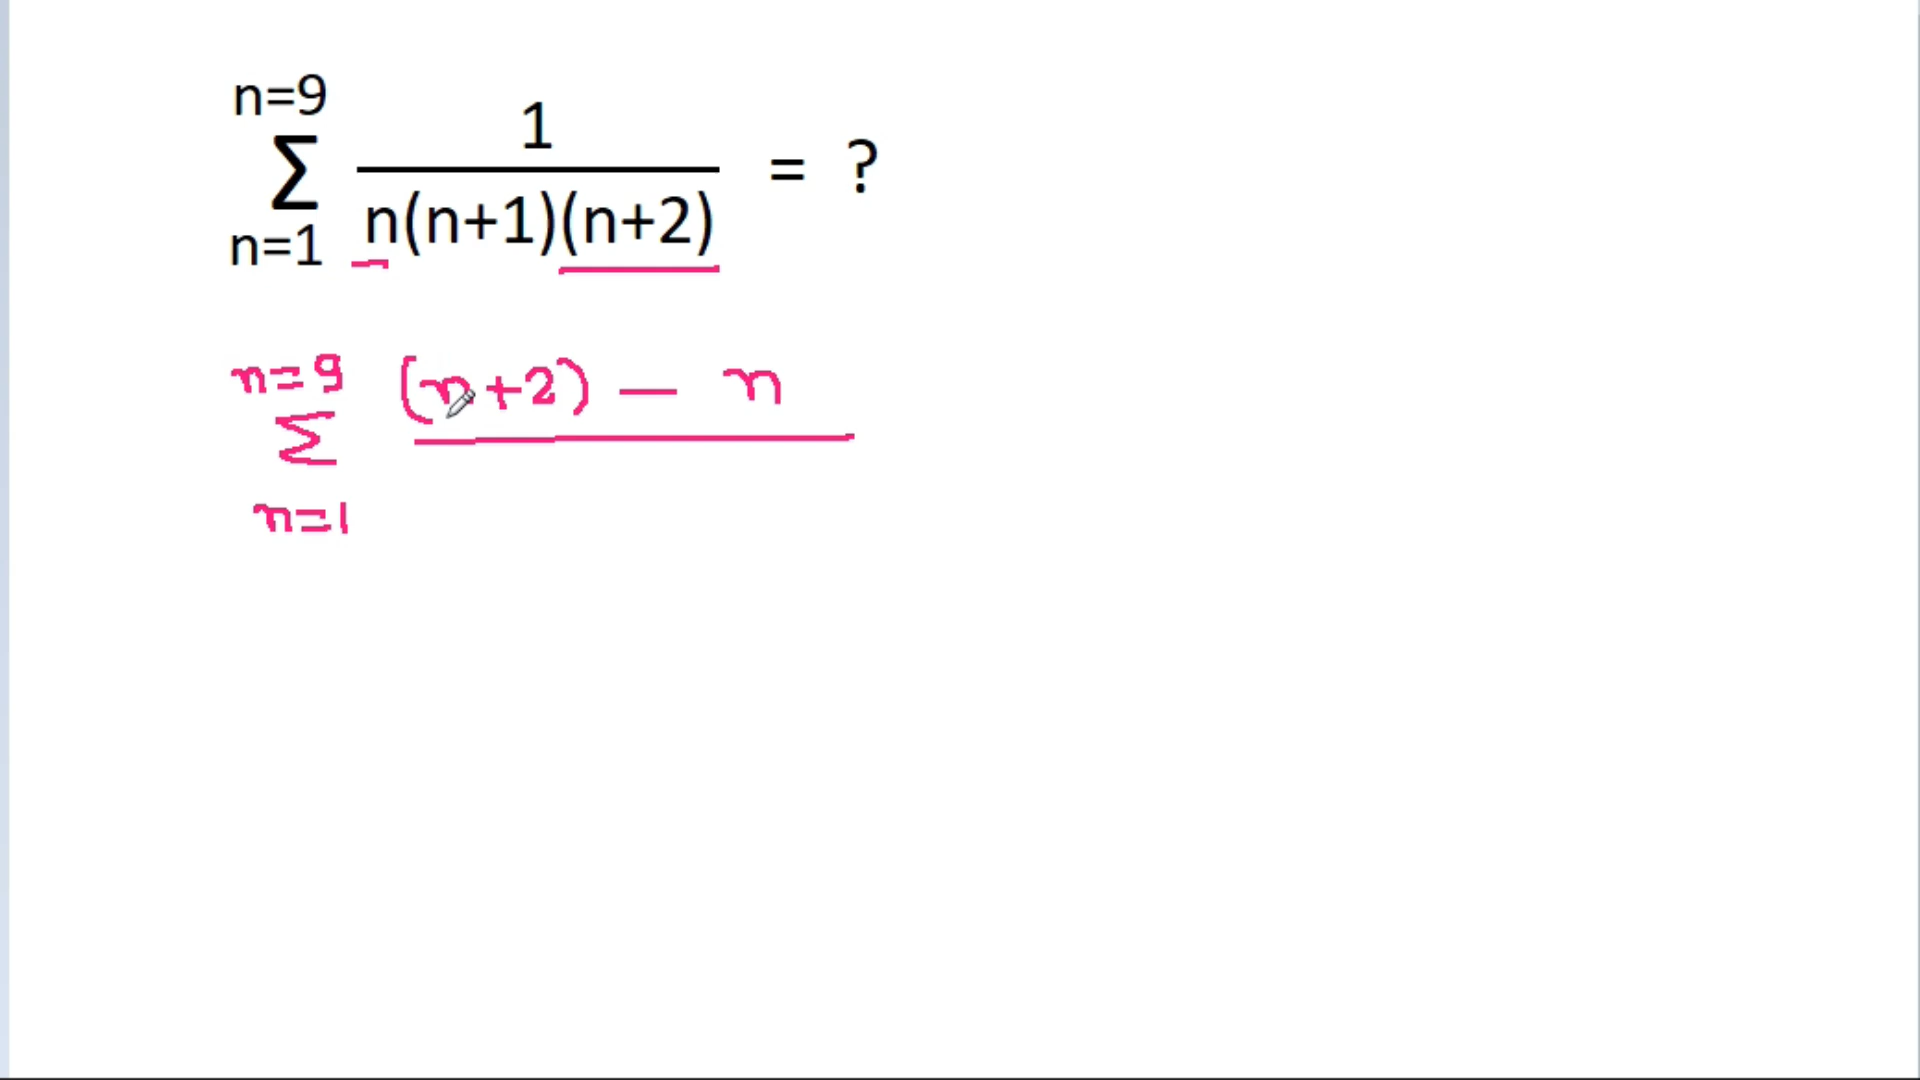 n=9
∑ 1/n(n+1)(n+2) = ?
n=1
n=9
∑ (n+2) — n
n=1